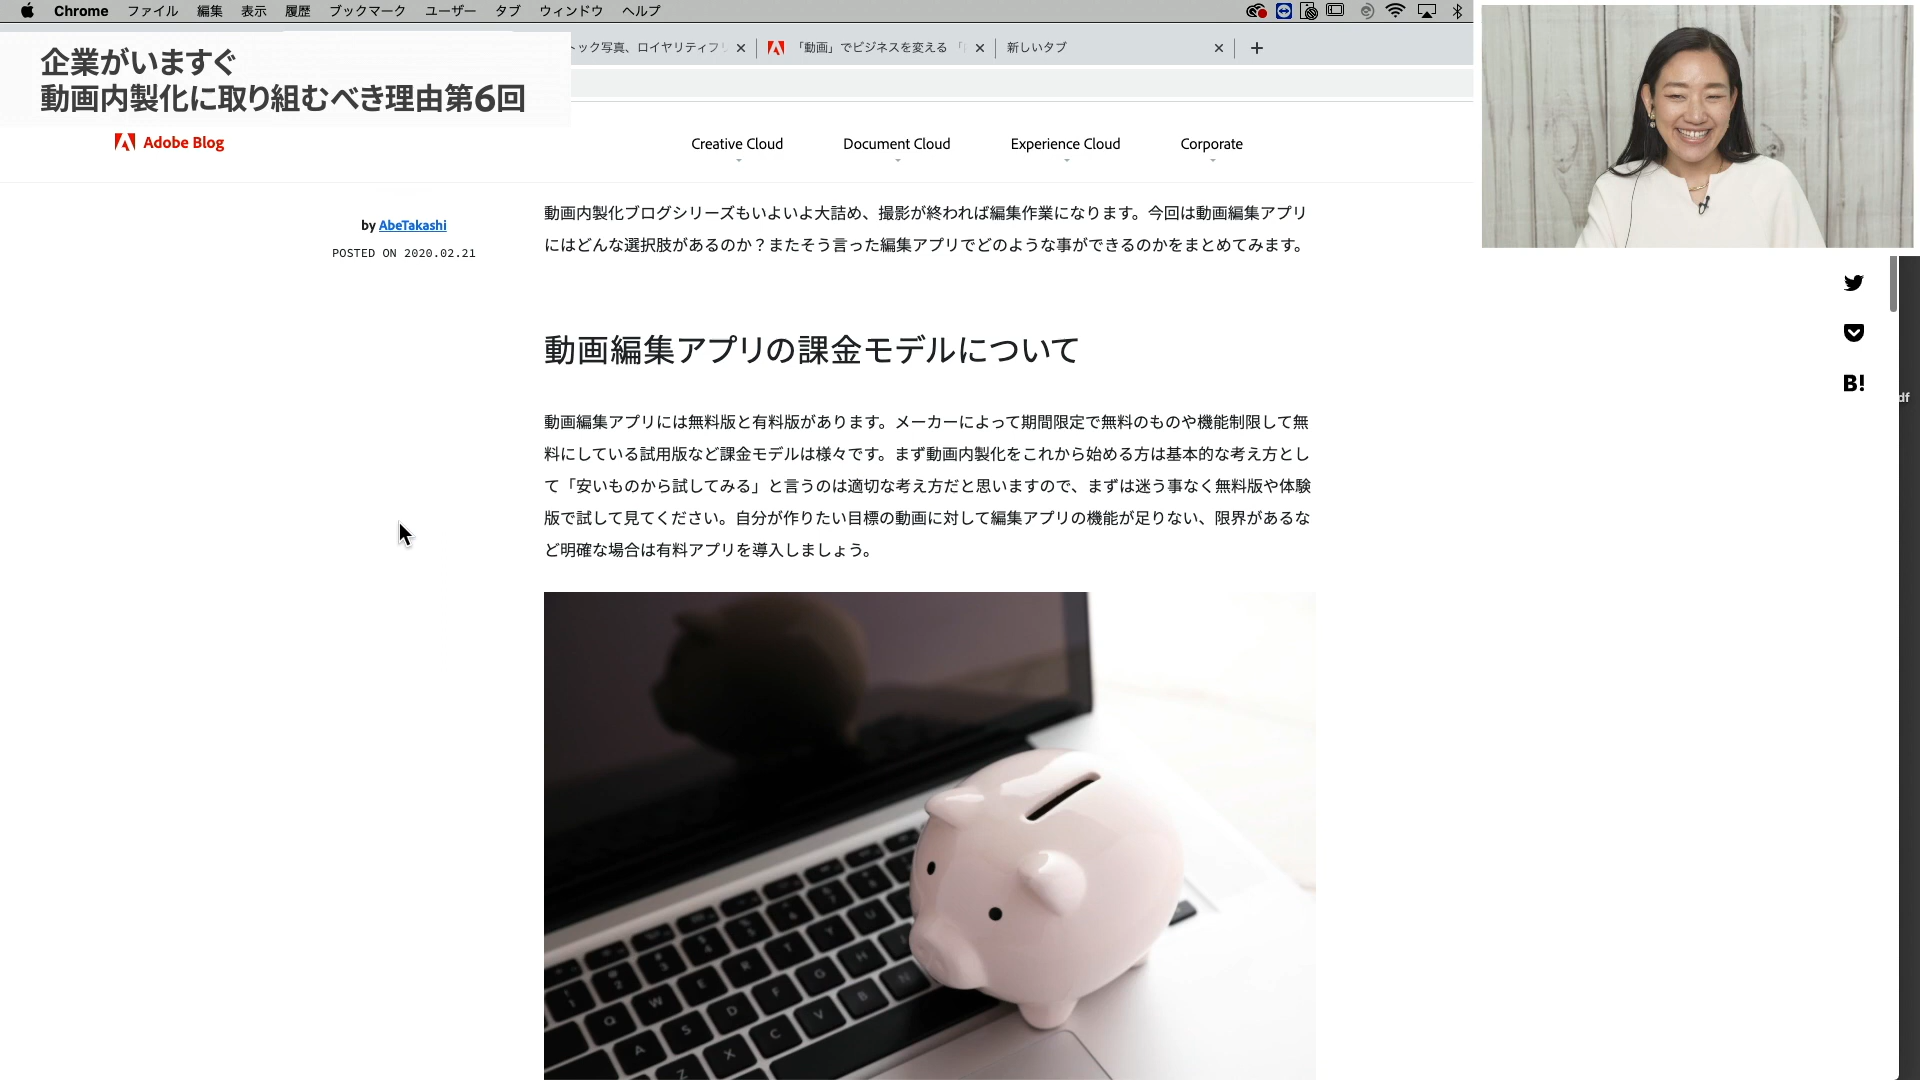 Chrome ファイル 編集 表示 履歴 ブックマーク ユーザー タブ ウィンドウ ヘルプ
トック写真、ロイヤリティフリ
「動画」でビジネスを変える 「
新しいタブ
企業がいますぐ
動画内製化に取り組むべき理由第6回
Adobe Blog
Creative Cloud Document Cloud Experience Cloud Corporate
by AbeTakashi
POSTED ON 2020.02.21
動画内製化ブログシリーズもいよいよ大詰め、撮影が終われば編集作業になります。今回は動画編集アプリ
にはどんな選択肢があるのか？またそう言った編集アプリでどのような事ができるのかをまとめてみます。
動画編集アプリの課金モデルについて
動画編集アプリには無料版と有料版があります。メーカーによって期間限定で無料のものや機能制限して無
料にしている試用版など課金モデルは様々です。まず動画内製化をこれから始める方は基本的な考え方とし
て「安いものから試してみる」と言うのは適切な考え方だと思いますので、まずは迷う事なく無料版や体験
版で試して見てください。自分が作りたい目標の動画に対して編集アプリの機能が足りない、限界があるな
ど明確な場合は有料アプリを導入しましょう。
B!
df